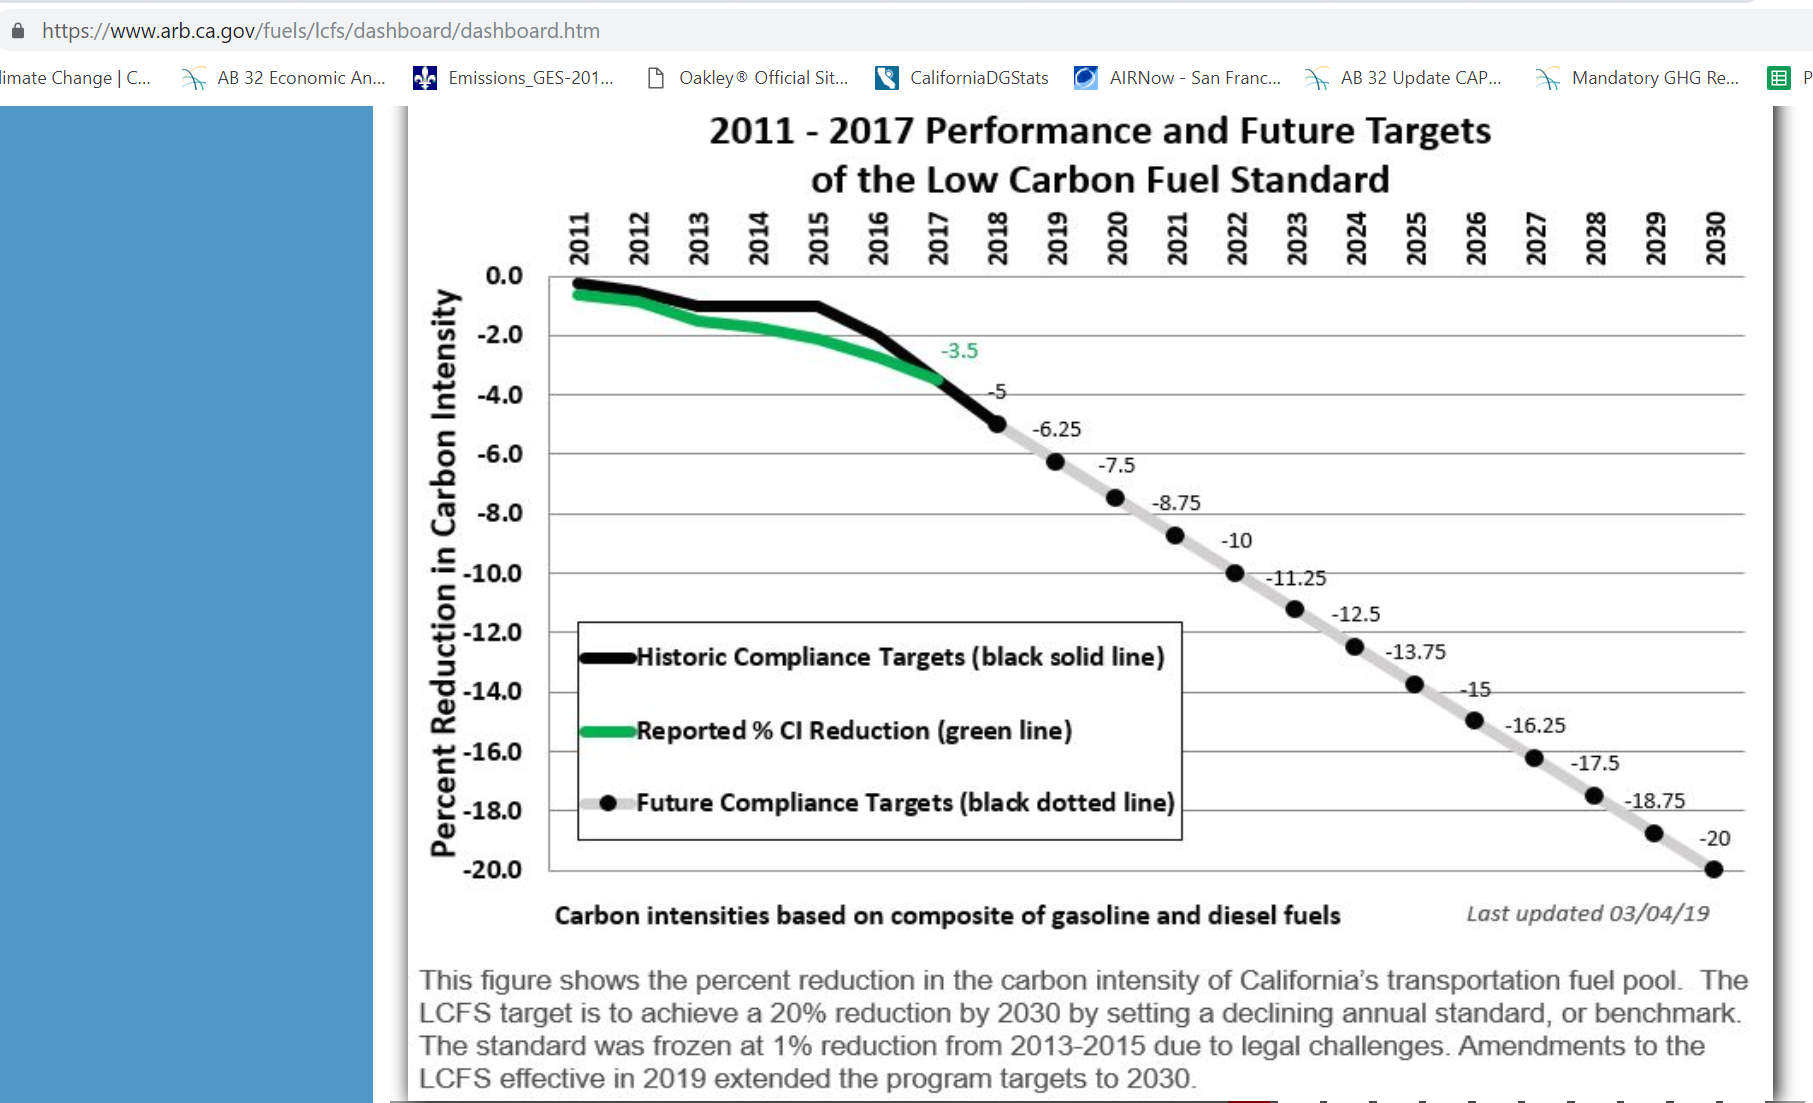 https://www.arb.ca.gov/fuels/lcfs/dashboard/dashboard.htm
limate Change | C... AB 32 Economic An... Emissions_GES-201... Oakley® Official Sit... CaliforniaDGStats AIRNow - San Franc... AB 32 Update CAP... Mandatory GHG Re... P
2011 - 2017 Performance and Future Targets
of the Low Carbon Fuel Standard
2011 2012 2013 2014 2015 2016 2017 2018 2019 2020 2021 2022 2023 2024 2025 2026 2027 2028 2029 2030
Percent Reduction in Carbon Intensity
0.0
-2.0
-4.0
-6.0
-8.0
-10.0
-12.0
-14.0
-16.0
-18.0
-20.0
-3.5
-5
-6.25
-7.5
-8.75
-10
-11.25
-12.5
-13.75
-15
-16.25
-17.5
-18.75
-20
Historic Compliance Targets (black solid line)
Reported % CI Reduction (green line)
Future Compliance Targets (black dotted line)
Carbon intensities based on composite of gasoline and diesel fuels
Last updated 03/04/19
This figure shows the percent reduction in the carbon intensity of California's transportation fuel pool. The
LCFS target is to achieve a 20% reduction by 2030 by setting a declining annual standard, or benchmark.
The standard was frozen at 1% reduction from 2013-2015 due to legal challenges. Amendments to the
LCFS effective in 2019 extended the program targets to 2030.